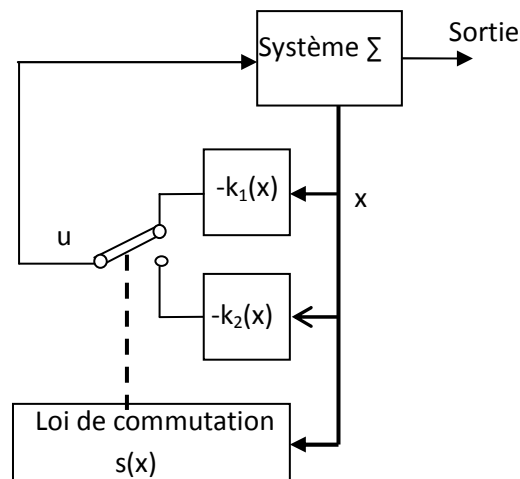 Sortie
Système ∑
-k₁(x)
x
u
-k₂(x)
Loi de commutation
s(x)